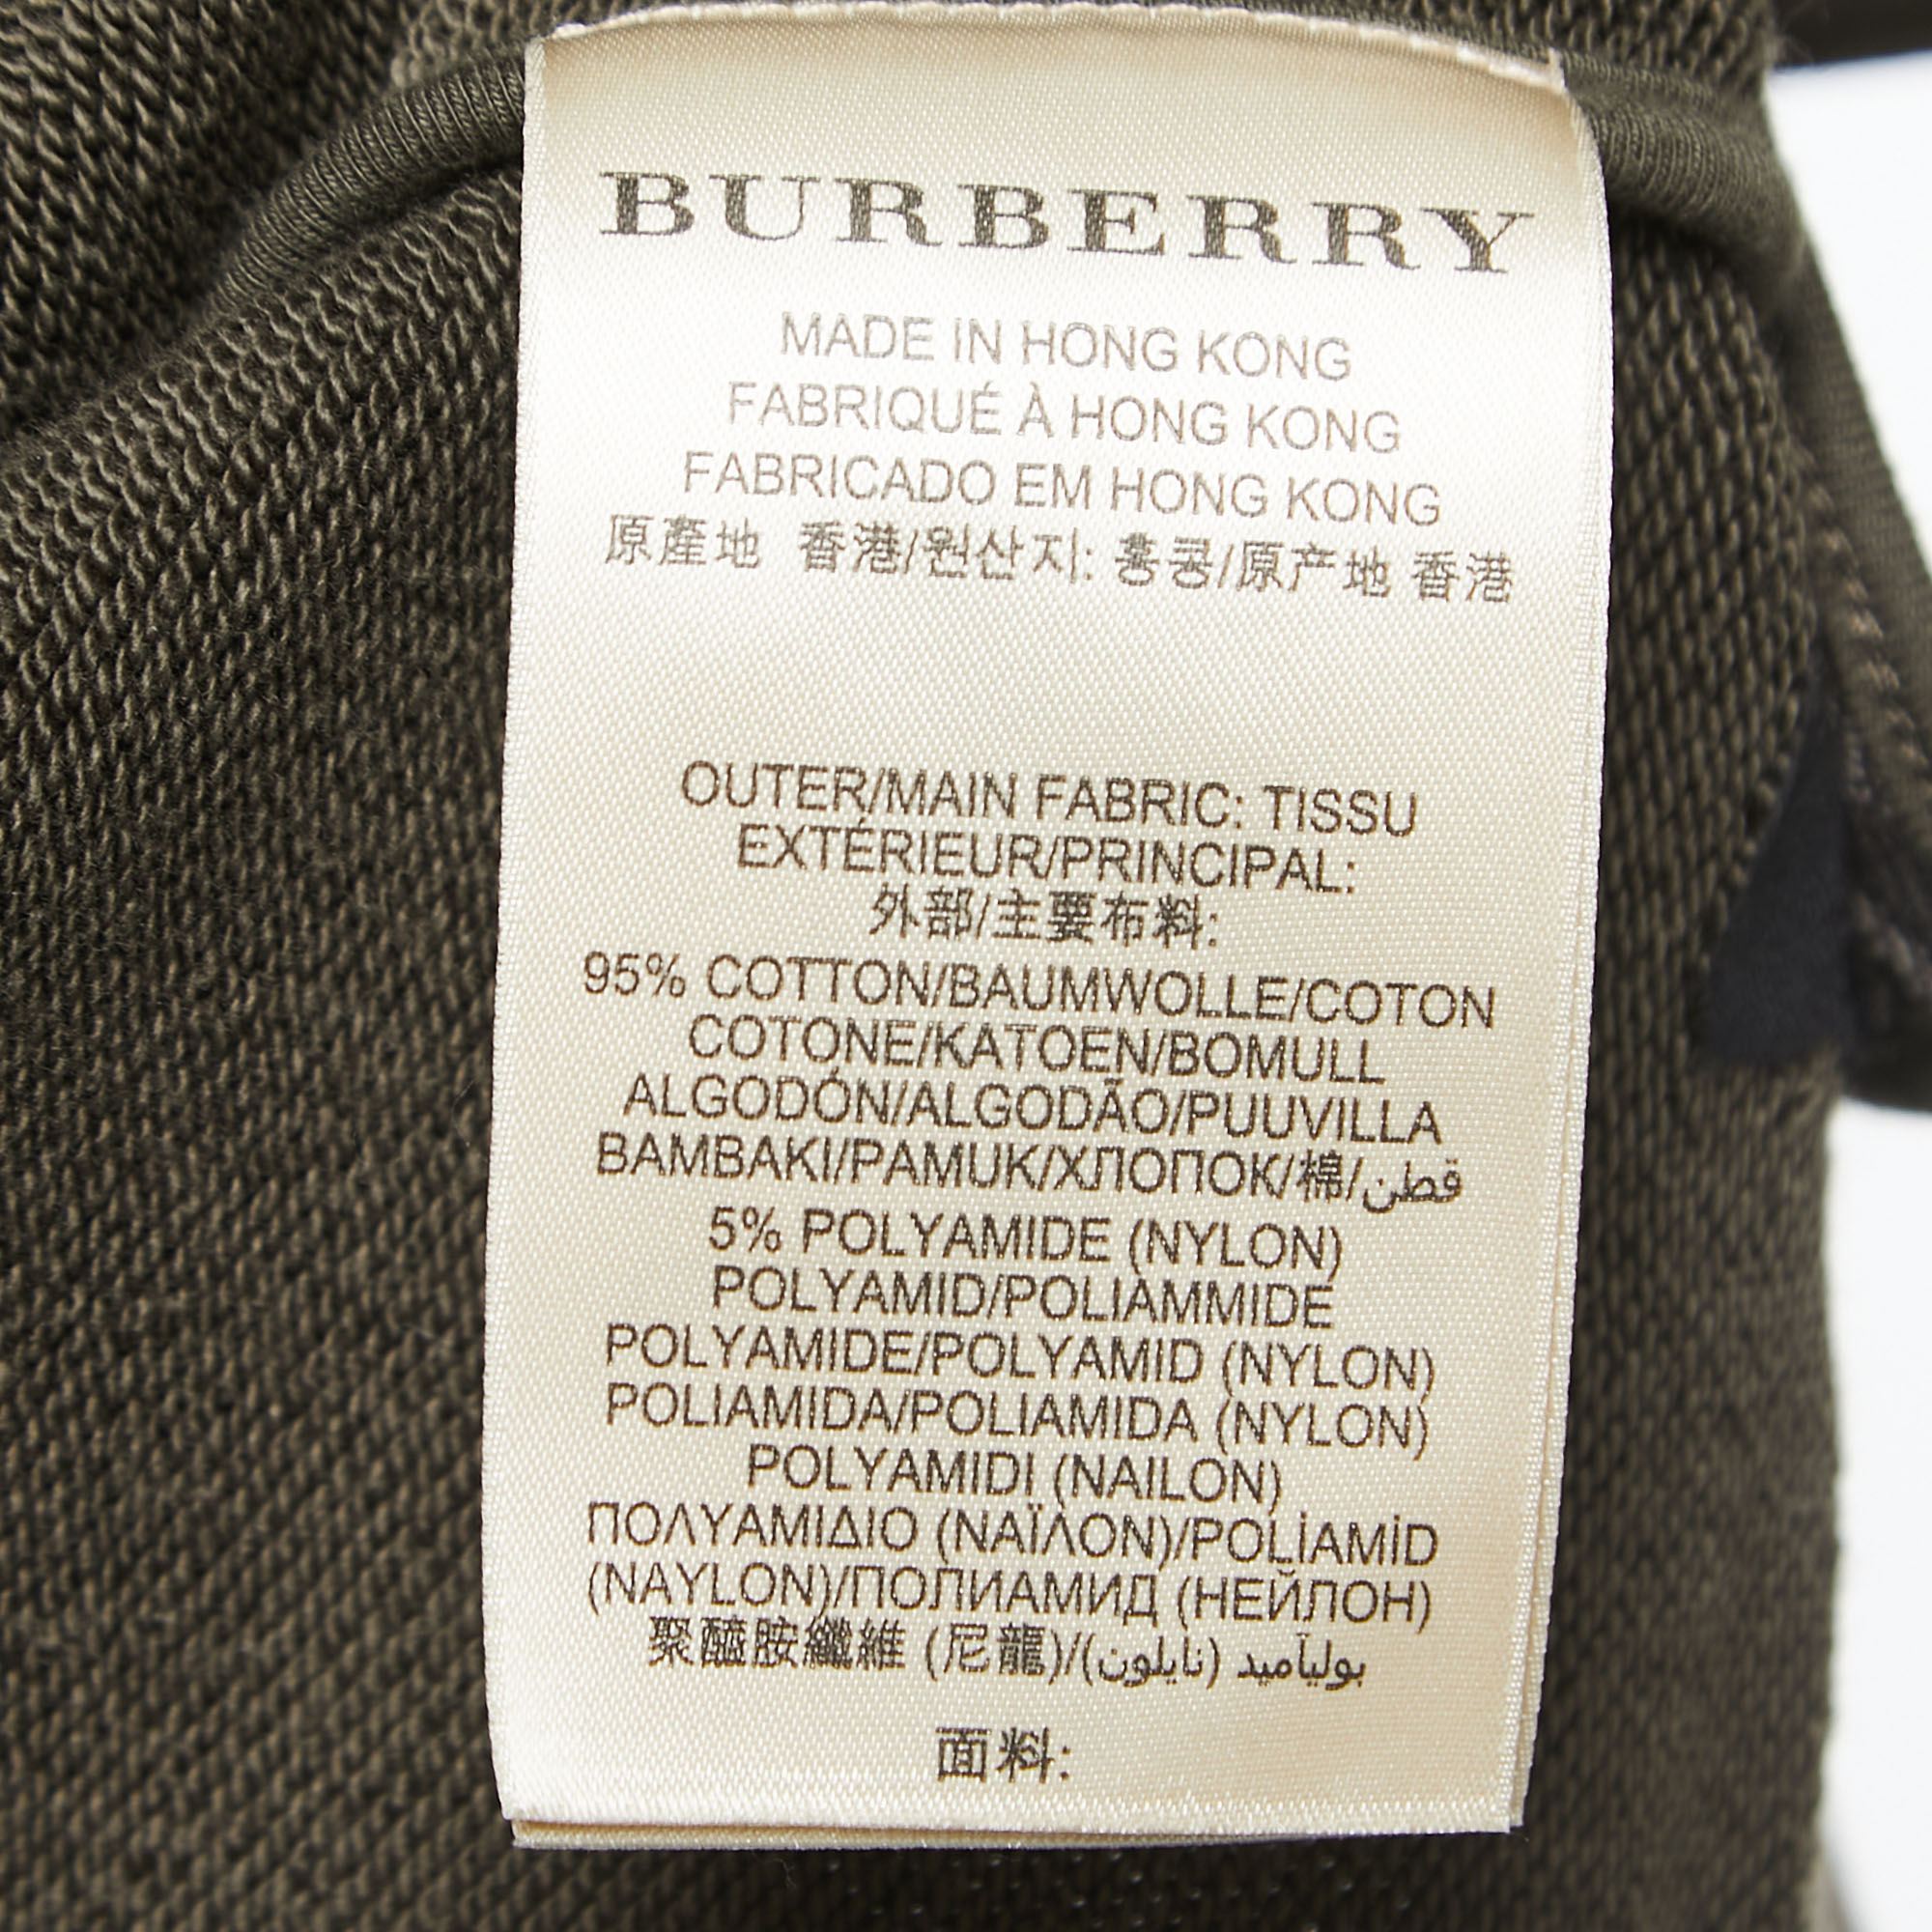 BURBERRY
MADE IN HONG KONG
FABRIQUÉ À HONG KONG
FABRICADO EM HONG KONG
原產地 香港/원산지: 홍콩/原产地 香港
OUTER/MAIN FABRIC: TISSU
EXTÉRIEUR/PRINCIPAL:
外部/主要布料:
95% COTTON/BAUMWOLLE/COTON
COTONE/KATOEN/BOMULL
ALGODÓN/ALGODÃO/PUUVILLA
BAMBAKI/PAMUK/ХЛОПОК/棉/قطن
5% POLYAMIDE (NYLON)
POLYAMID/POLIAMMIDE
POLYAMIDE/POLYAMID (NYLON)
POLIAMIDA/POLIAMIDA (NYLON)
POLYAMIDI (NAILON)
ΠΟΛΥΑΜΙΔΙΟ (ΝΑΪΛΟΝ)/POLİAMİD
(NAYLON)/ПОЛИАМИД (НЕЙЛОН)
聚醯胺纖維 (尼龍)/بوليآميد (نايلون)
面料: